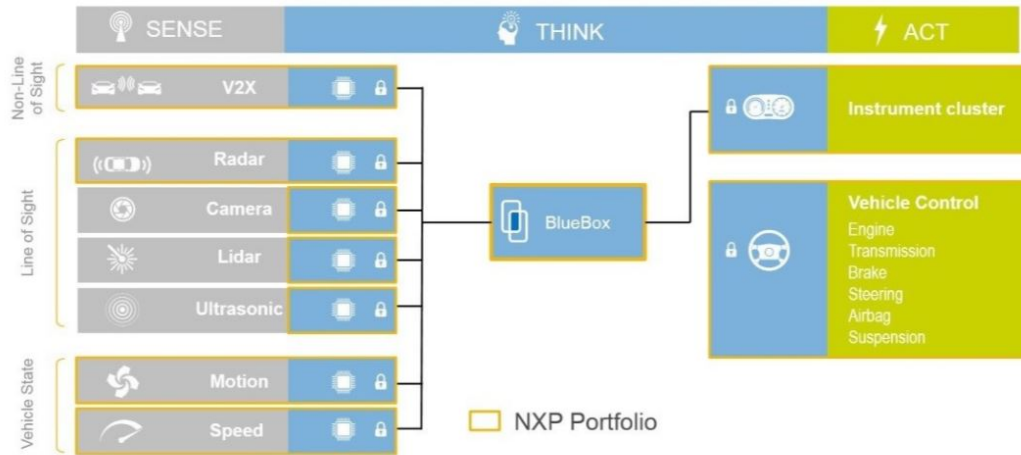 SENSE
THINK
ACT
Non-Line
of Sight
V2X
Line of Sight
Radar
Camera
Lidar
Ultrasonic
Vehicle State
Motion
Speed
BlueBox
Instrument cluster
Vehicle Control
Engine
Transmission
Brake
Steering
Airbag
Suspension
NXP Portfolio